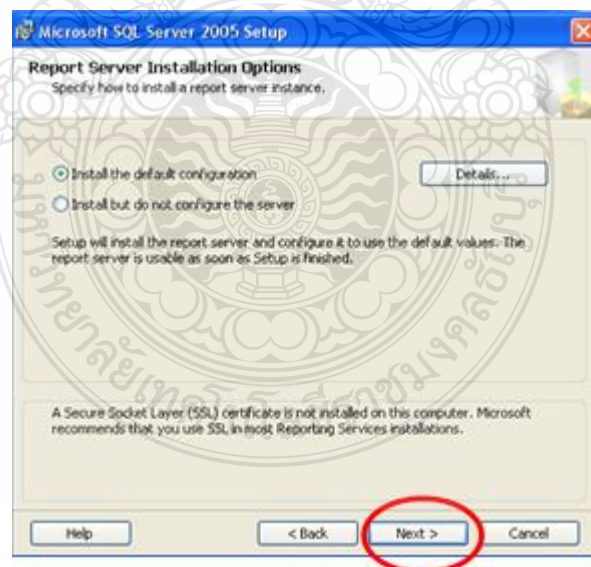 Microsoft SQL Server 2005 Setup
Report Server Installation Options
Specify how to install a report server instance.
Install the default configuration
Details...
Install but do not configure the server
Setup will install the report server and configure it to use the default values. The
report server is usable as soon as Setup is finished.
A Secure Socket Layer (SSL) certificate is not installed on this computer. Microsoft
recommends that you use SSL in most Reporting Services installations.
Help
< Back
Next >
Cancel